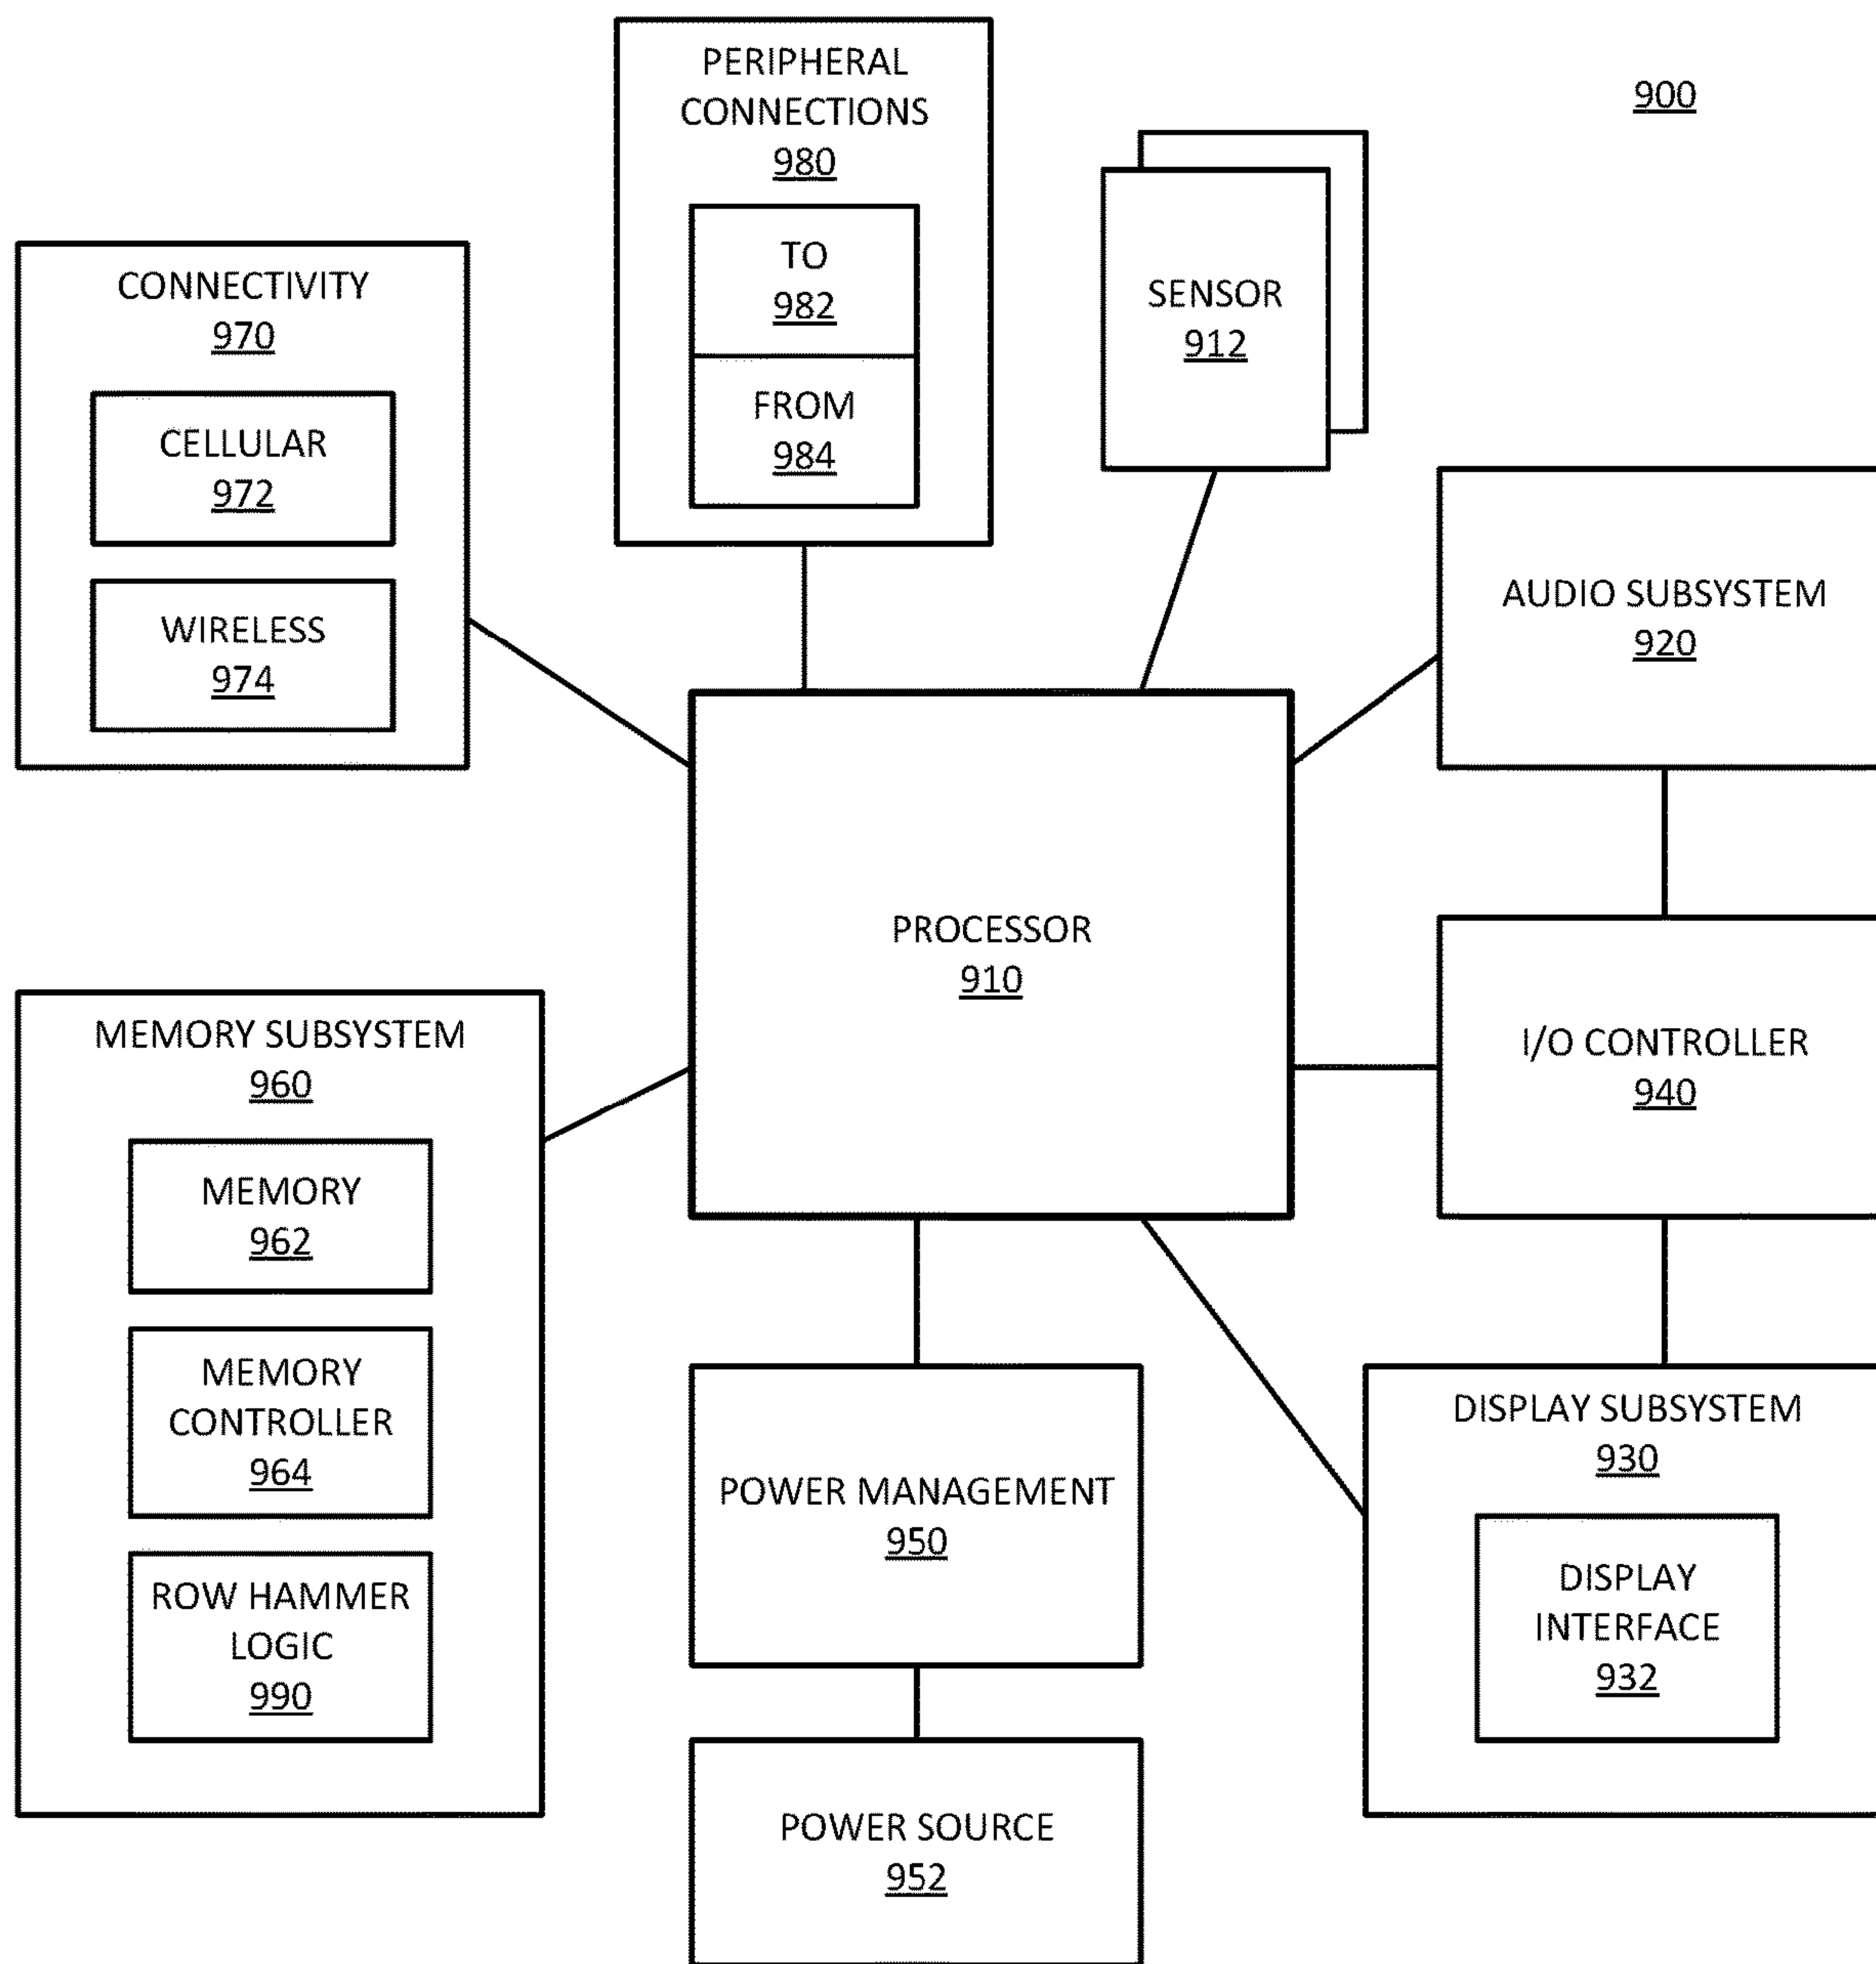 PERIPHERAL
CONNECTIONS
980
TO
982
FROM
984
900
SENSOR
912
CONNECTIVITY
970
CELLULAR
972
WIRELESS
974
AUDIO SUBSYSTEM
920
PROCESSOR
910
I/O CONTROLLER
940
MEMORY SUBSYSTEM
960
MEMORY
962
MEMORY
CONTROLLER
964
ROW HAMMER
LOGIC
990
POWER MANAGEMENT
950
POWER SOURCE
952
DISPLAY SUBSYSTEM
930
DISPLAY
INTERFACE
932